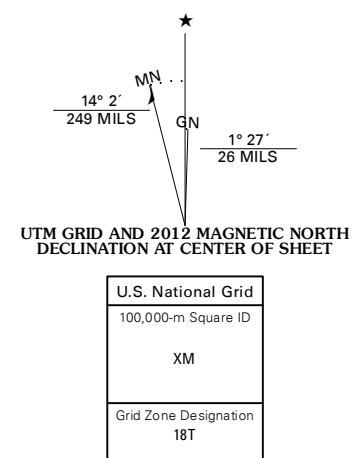 ★
MN
14° 2´
249 MILS
GN
1° 27´
26 MILS
UTM GRID AND 2012 MAGNETIC NORTH
DECLINATION AT CENTER OF SHEET
U.S. National Grid
100,000-m Square ID
XM
Grid Zone Designation
18T